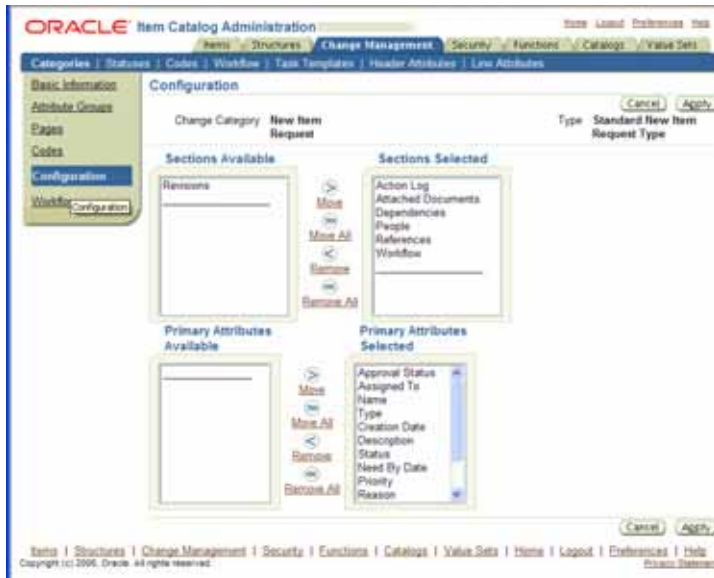 ORACLE Item Catalog Administration
Home Logout Preferences Help
Items Structures Change Management Security Functions Catalogs Value Sets
Categories | Statuses | Codes | Workflow | Task Templates | Header Attributes | Line Attributes
Basic Information
Attribute Groups
Pages
Codes
Configuration
Workflow
Configuration
Configuration
Cancel Apply
Change Category New Item Request
Type Standard New Item Request Type
Sections Available
Revisions
Move
Move All
Remove
Remove All
Sections Selected
Action Log
Attached Documents
Dependencies
People
References
Workflow
Primary Attributes Available
Move
Move All
Remove
Remove All
Primary Attributes Selected
Approval Status
Assigned To
Name
Type
Creation Date
Description
Status
Need By Date
Priority
Reason
Cancel Apply
Items | Structures | Change Management | Security | Functions | Catalogs | Value Sets | Home | Logout | Preferences | Help
Copyright (c) 2006, Oracle. All rights reserved.
Privacy Statement